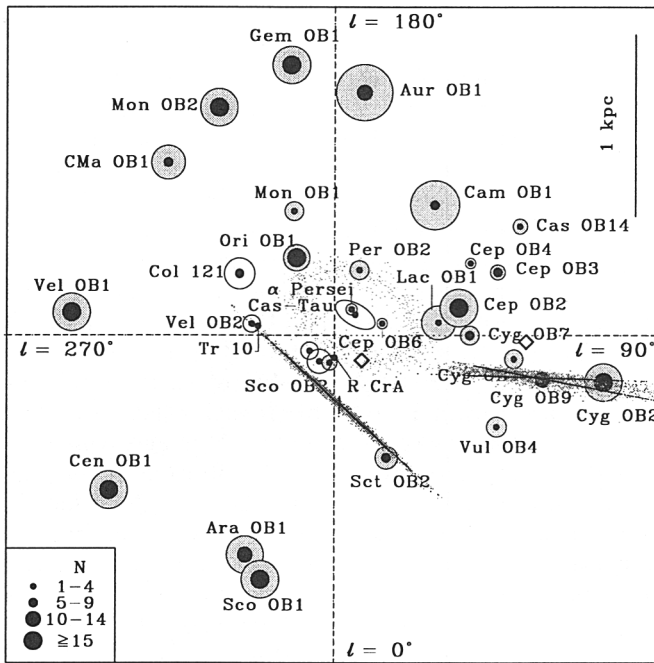 l = 180°
Gem OB1
Aur OB1
Mon OB2
1 kpc
CMa OB1
Mon OB1
Cam OB1
Cas OB14
Ori OB1
Per OB2
Cep OB4
Col 121
Lac OB1
Cep OB3
Vel OB1
α Persei
Cas-Tau
Cep OB2
Vel OB2
Cep OB6
Cyg OB7
l = 270°
Tr 10
l = 90°
Sco OB2
R CrA
Cyg OB
Cyg OB9
Cyg OB2
Vul OB4
Cen OB1
Sct OB2
Ara OB1
Sco OB1
N
1-4
5-9
10-14
≧15
l = 0°